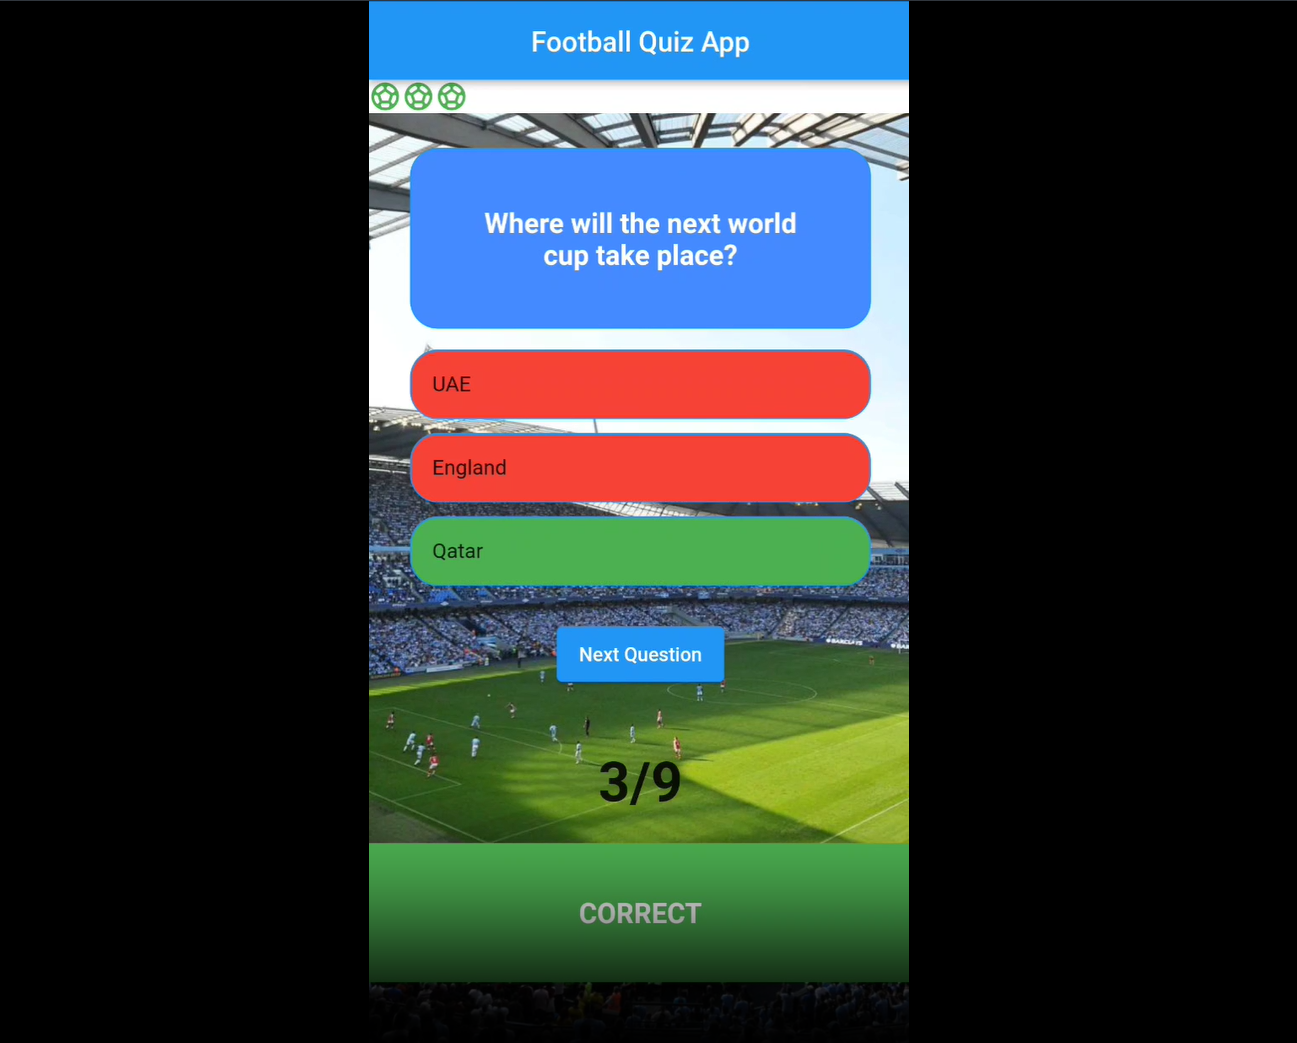 Football Quiz App
Where will the next world
cup take place?
UAE
England
Qatar
Next Question
BARCLAYS
3/9
CORRECT